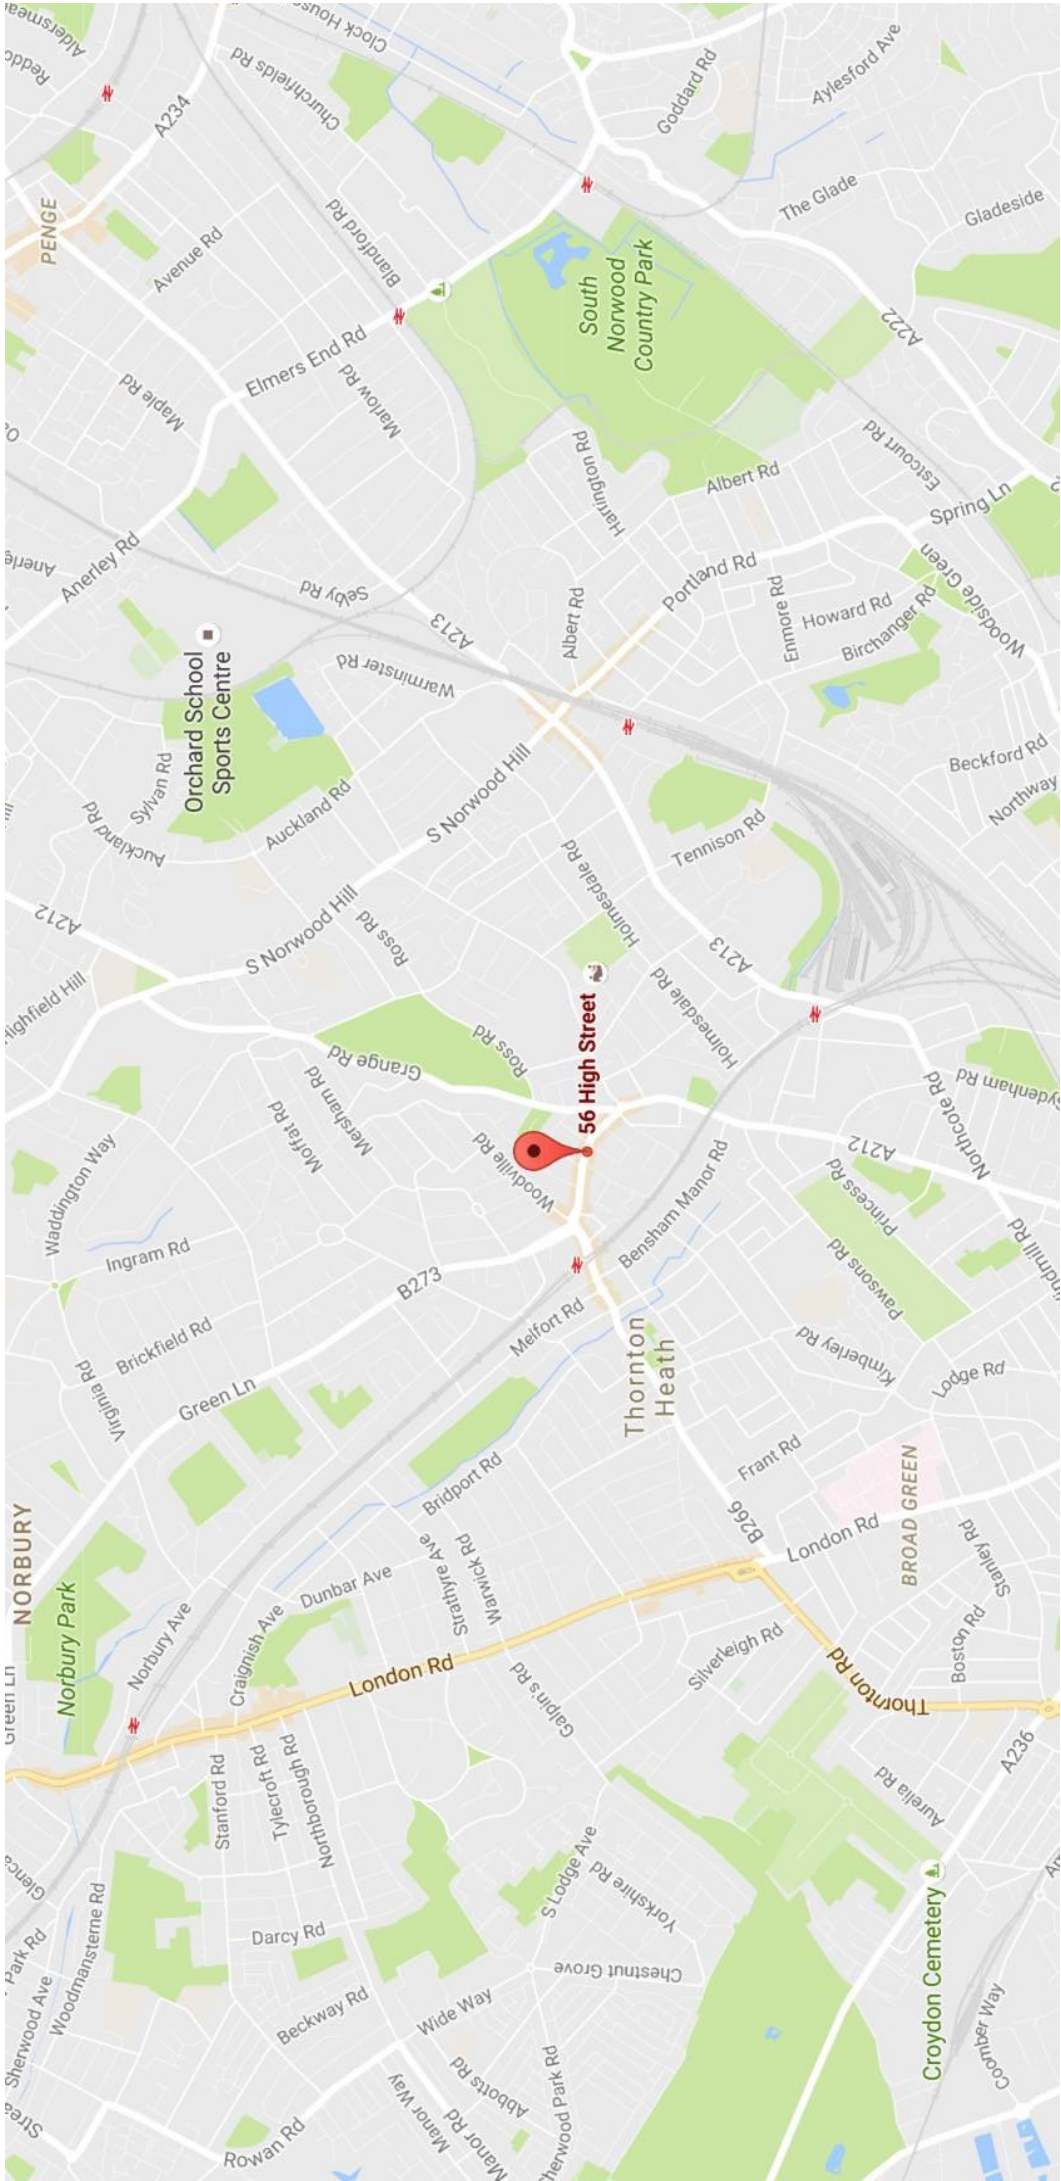 Park Rd
Sherwood Ave
Woodmansterne Rd
Rowan Rd
Green Ln
NORBURY
Norbury Park
Norbury Ave
Craignish Ave
Stanford Rd
Tylecroft Rd
Northborough Rd
Darcy Rd
Beckway Rd
Wide Way
Manor Way
Manor Rd
Abbotts Rd
London Rd
Dunbar Ave
Strathyre Ave
Warwick Rd
Galpin's Rd
S Lodge Ave
Yorkshire Rd
Chestnut Grove
Silverleigh Rd
Thornton Rd
Aurelia Rd
Croydon Cemetery
Coomber Way
A236
Boston Rd
Stanley Rd
BROAD GREEN
London Rd
B266
Frant Rd
Lodge Rd
Kimberley Rd
Pawsons Rd
Princess Rd
Thornton
Heath
Bridport Rd
Melfort Rd
Bensham Manor Rd
Virginia Rd
Green Ln
Brickfield Rd
Ingram Rd
Waddington Way
B273
Moffat Rd
Mersham Rd
Woodville Rd
56 High Street
Grange Rd
Ross Rd
Ross Rd
A212
Northcote Rd
Highfield Hill
A212
S Norwood Hill
S Norwood Hill
Auckland Rd
Auckland Rd
Sylvan Rd
Orchard School
Sports Centre
Holmesdale Rd
Holmesdale Rd
A213
Tennison Rd
Beckford Rd
Northway
Warminster Rd
Selby Rd
A213
Anerley Rd
Albert Rd
Portland Rd
Enmore Rd
Howard Rd
Birchanger Rd
Woodside Green
Spring Ln
Estcourt Rd
Albert Rd
Harrington Rd
Maple Rd
Marlow Rd
Elmers End Rd
Avenue Rd
Blandford Rd
PENGE
A234
Churchfields Rd
South
Norwood
Country Park
A222
Gladeside
The Glade
Goddard Rd
Aylesford Ave